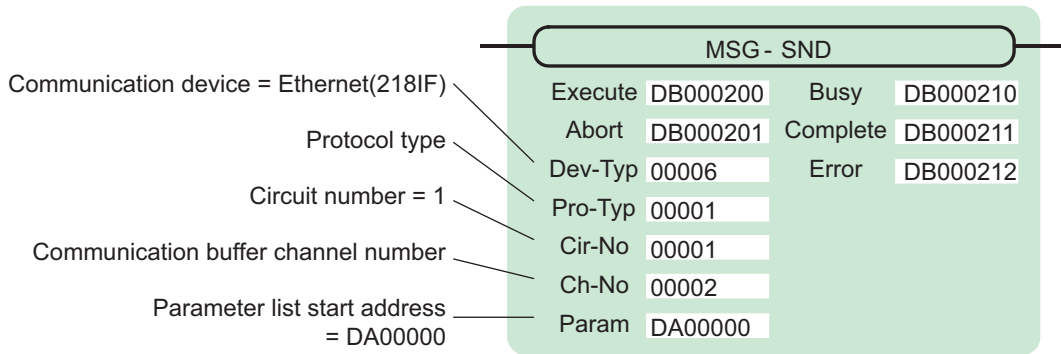 MSG - SND
Communication device = Ethernet(218IF)
Protocol type
Circuit number = 1
Communication buffer channel number
Parameter list start address
= DA00000
Execute DB000200 Busy DB000210
Abort DB000201 Complete DB000211
Dev-Typ 00006 Error DB000212
Pro-Typ 00001
Cir-No 00001
Ch-No 00002
Param DA00000